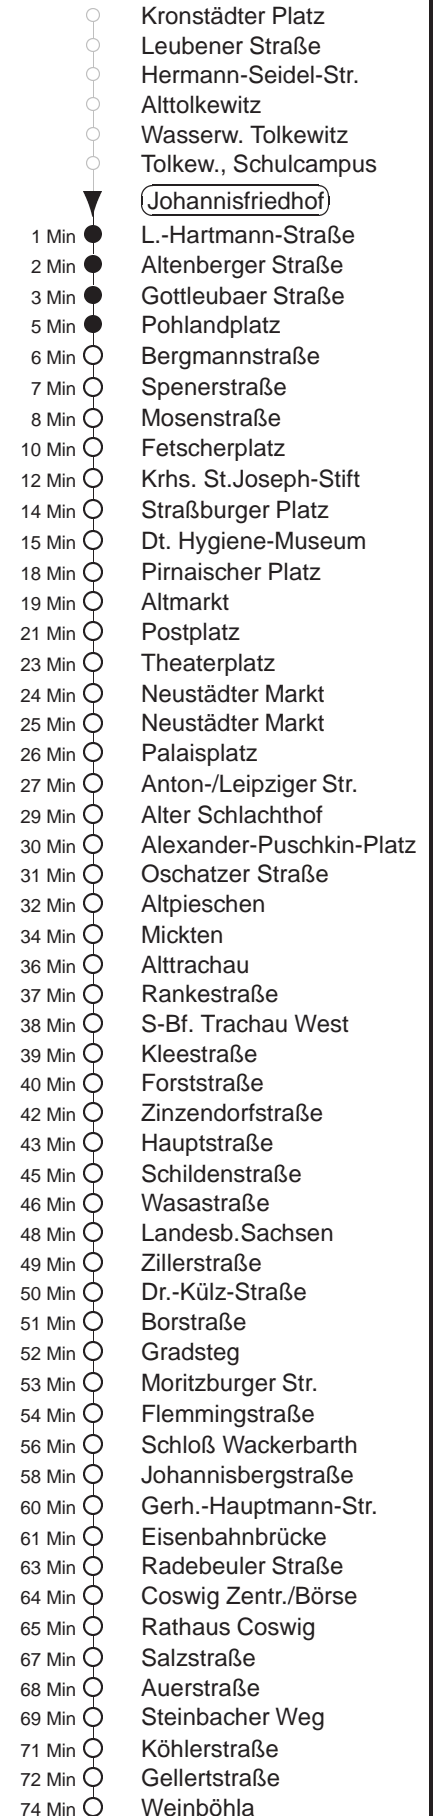 Kronstädter Platz
Leubener Straße
Hermann-Seidel-Str.
Alttolkewitz
Wasserw. Tolkewitz
Tolkew., Schulcampus
Johannisfriedhof
1 Min L.-Hartmann-Straße
2 Min Altenberger Straße
3 Min Gottleubaer Straße
5 Min Pohlandplatz
6 Min Bergmannstraße
7 Min Spenerstraße
8 Min Mosenstraße
10 Min Fetscherplatz
12 Min Krhs. St.Joseph-Stift
14 Min Straßburger Platz
15 Min Dt. Hygiene-Museum
18 Min Pirnaischer Platz
19 Min Altmarkt
21 Min Postplatz
23 Min Theaterplatz
24 Min Neustädter Markt
25 Min Neustädter Markt
26 Min Palaisplatz
27 Min Anton-/Leipziger Str.
29 Min Alter Schlachthof
30 Min Alexander-Puschkin-Platz
31 Min Oschatzer Straße
32 Min Altpieschen
34 Min Mickten
36 Min Alttrachau
37 Min Rankestraße
38 Min S-Bf. Trachau West
39 Min Kleestraße
40 Min Forststraße
42 Min Zinzendorfstraße
43 Min Hauptstraße
45 Min Schildenstraße
46 Min Wasastraße
48 Min Landesb.Sachsen
49 Min Zillerstraße
50 Min Dr.-Külz-Straße
51 Min Borstraße
52 Min Gradsteg
53 Min Moritzburger Str.
54 Min Flemmingstraße
56 Min Schloß Wackerbarth
58 Min Johannisbergstraße
60 Min Gerh.-Hauptmann-Str.
61 Min Eisenbahnbrücke
63 Min Radebeuler Straße
64 Min Coswig Zentr./Börse
65 Min Rathaus Coswig
67 Min Salzstraße
68 Min Auerstraße
69 Min Steinbacher Weg
71 Min Köhlerstraße
72 Min Gellertstraße
74 Min Weinböhla